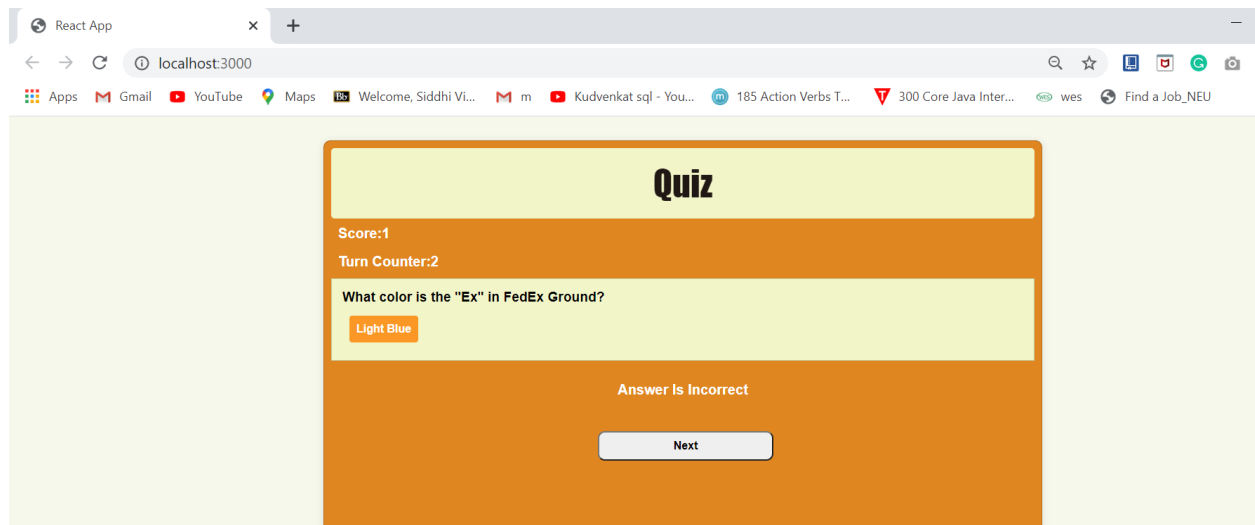 React App
localhost:3000
Apps Gmail YouTube Maps Bb Welcome, Siddhi Vi... m Kudvenkat sql - You... m 185 Action Verbs T... 300 Core Java Inter... WES wes Find a Job_NEU
Quiz
Score:1
Turn Counter:2
What color is the "Ex" in FedEx Ground?
Light Blue
Answer Is Incorrect
Next